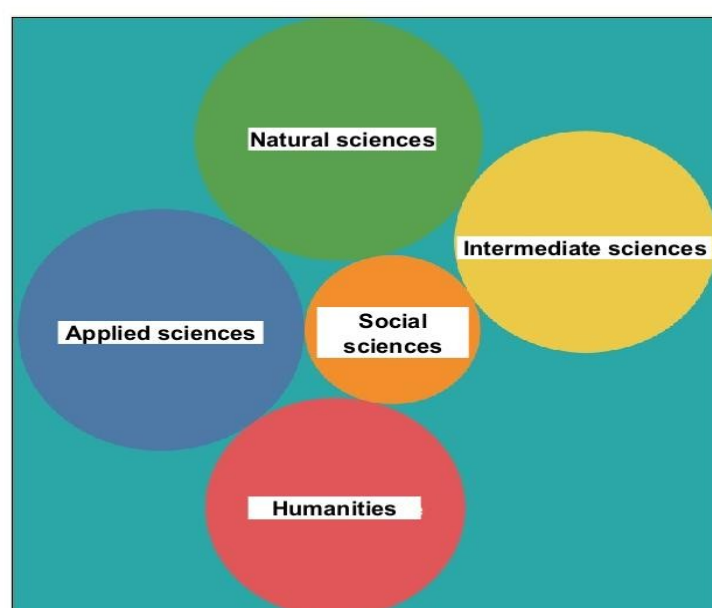 Natural sciences
Intermediate sciences
Applied sciences
Social
sciences
Humanities